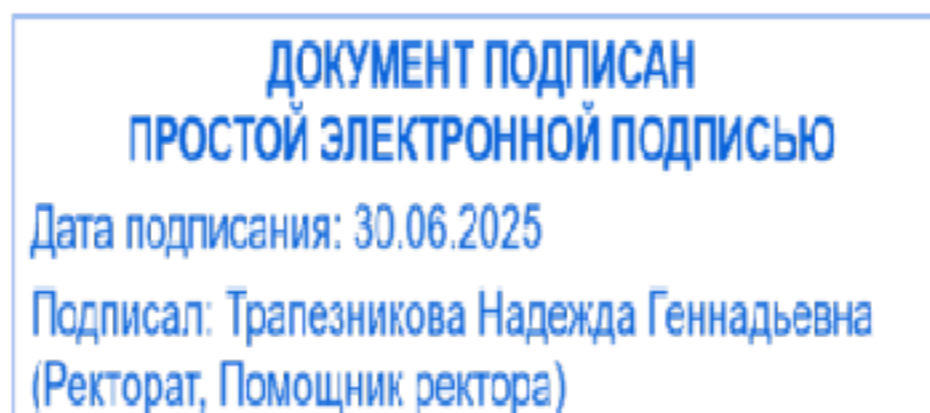 ДОКУМЕНТ ПОДПИСАН
ПРОСТОЙ ЭЛЕКТРОННОЙ ПОДПИСЬЮ
Дата подписания: 30.06.2025
Подписал: Трапезникова Надежда Геннадьевна
(Ректорат, Помощник ректора)